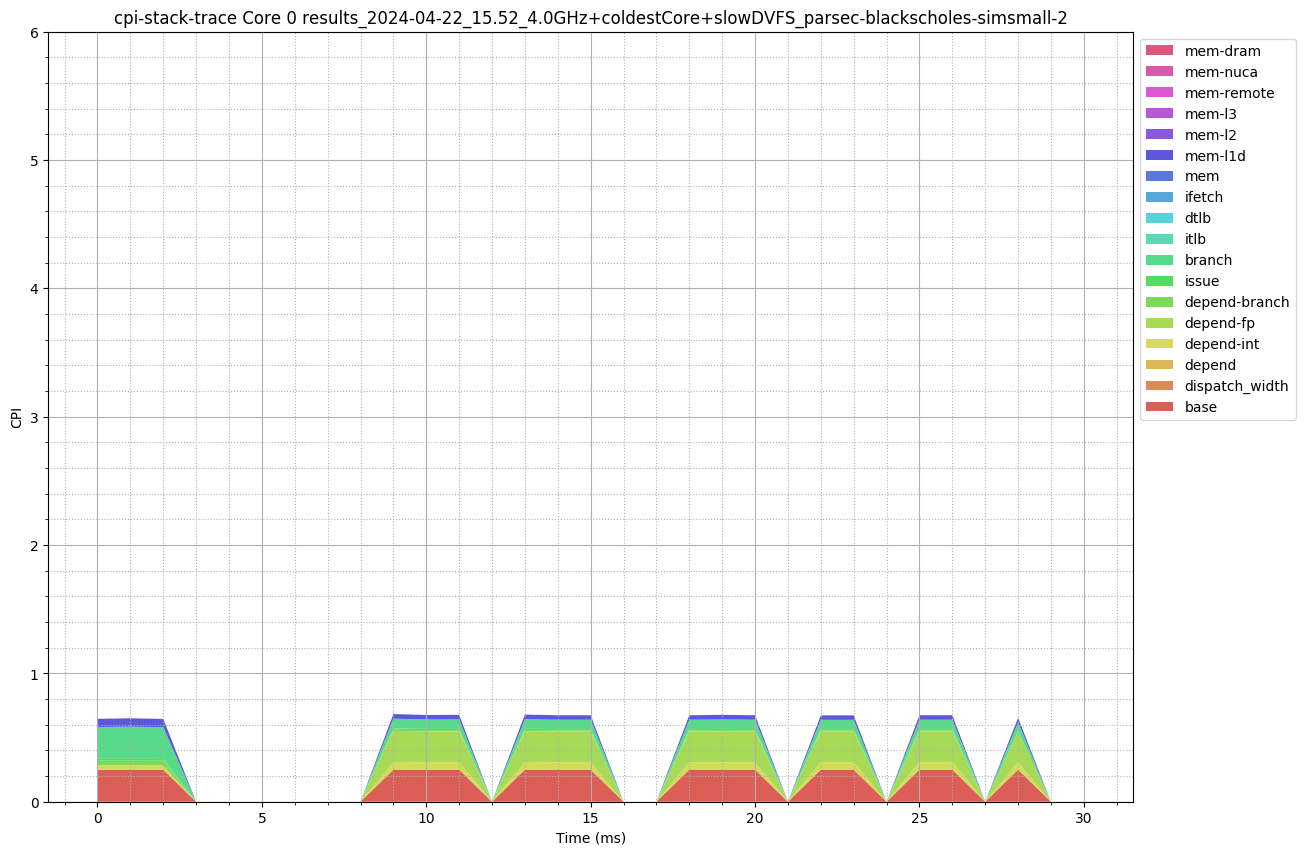 cpi-stack-trace Core 0 results_2024-04-22_15.52_4.0GHz+coldestCore+slowDVFS_parsec-blackscholes-simsmall-2
6
5
4
3
2
1
0
CPI
0
5
10
15
20
25
30
Time (ms)
mem-dram
mem-nuca
mem-remote
mem-l3
mem-l2
mem-l1d
mem
ifetch
dtlb
itlb
branch
issue
depend-branch
depend-fp
depend-int
depend
dispatch_width
base